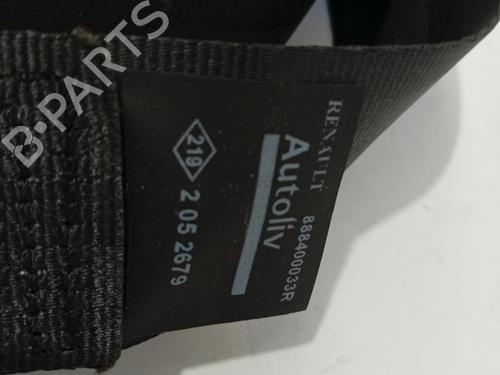 RENAULT
888400033R
Autoliv
219 2 05 2679
B-PARTS